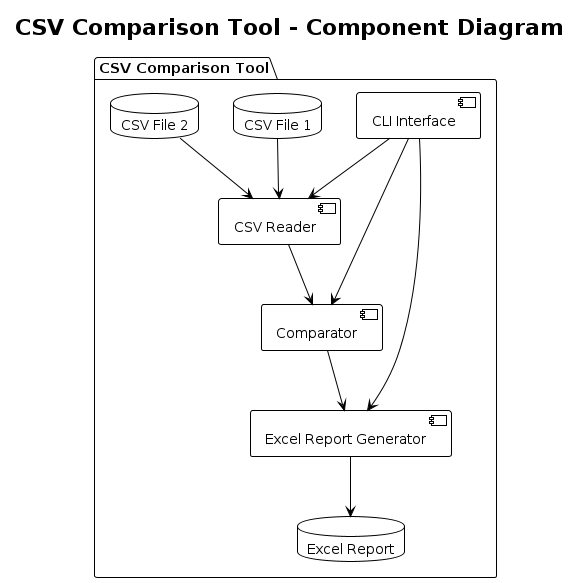 CSV Comparison Tool - Component Diagram
CSV Comparison Tool
CSV File 2
CSV File 1
CLI Interface
CSV Reader
Comparator
Excel Report Generator
Excel Report